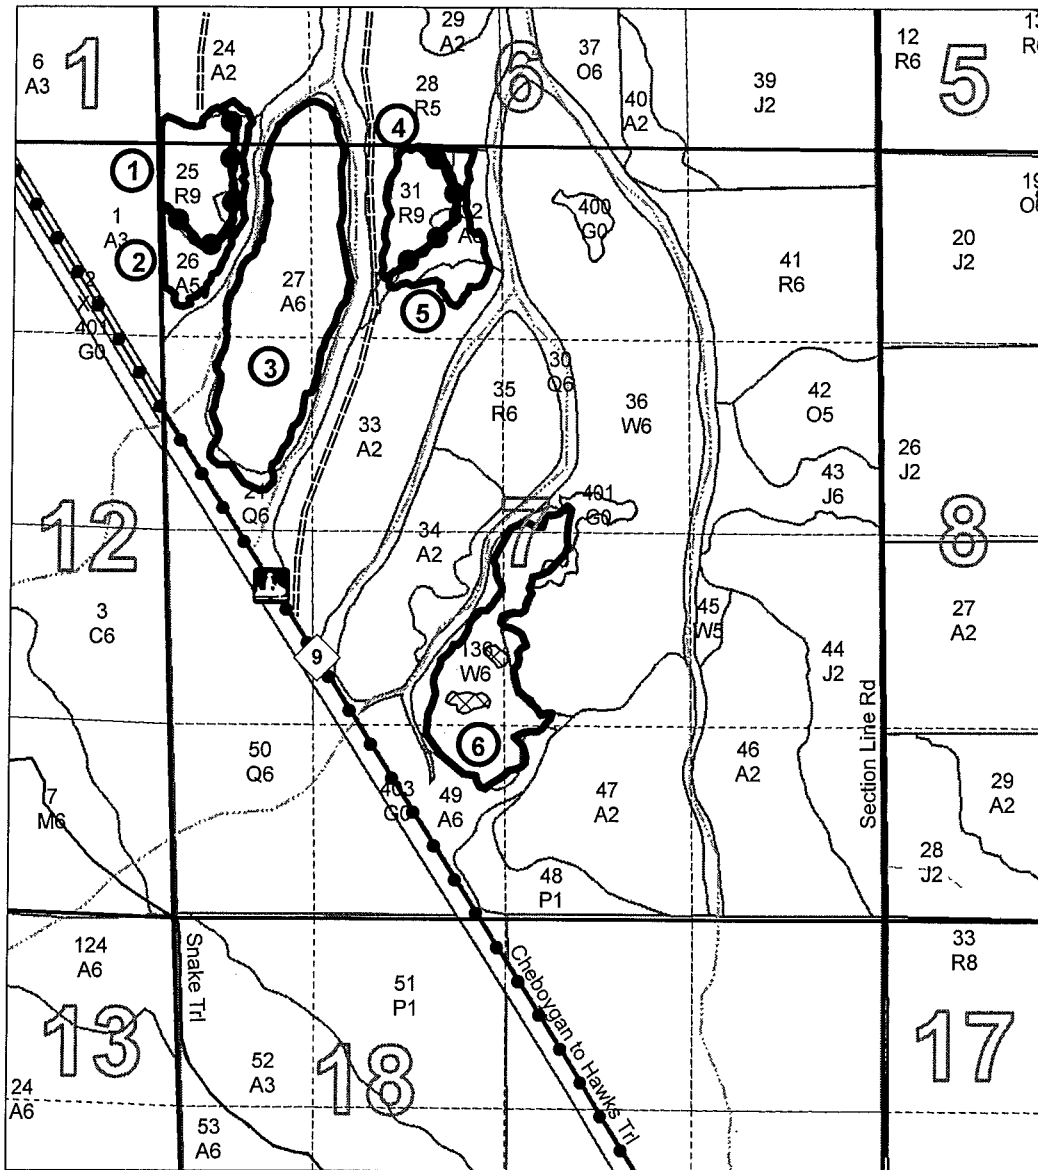 1
6
A3
24
A2
29
A2
28
R5
6
37
O6
40
A2
39
J2
12
R6
5
4
1
25
R9
31
R9
400
G0
1
A3
2
26
A5
27
A6
5
41
R6
20
J2
401
G0
3
33
A2
35
R6
30
Q6
36
W6
42
O5
43
J6
26
J2
12
Q6
34
A2
7
401
G0
8
3
C6
9
136
W6
45
W5
44
J2
27
A2
6
50
Q6
403
G0
49
A6
47
A2
46
A2
Section Line Rd
7
M6
48
P1
28
J2
29
A2
124
A6
Snake Trl
51
P1
Cheboygan to Hawks Trl
33
R8
13
52
A3
18
17
24
A6
53
A6